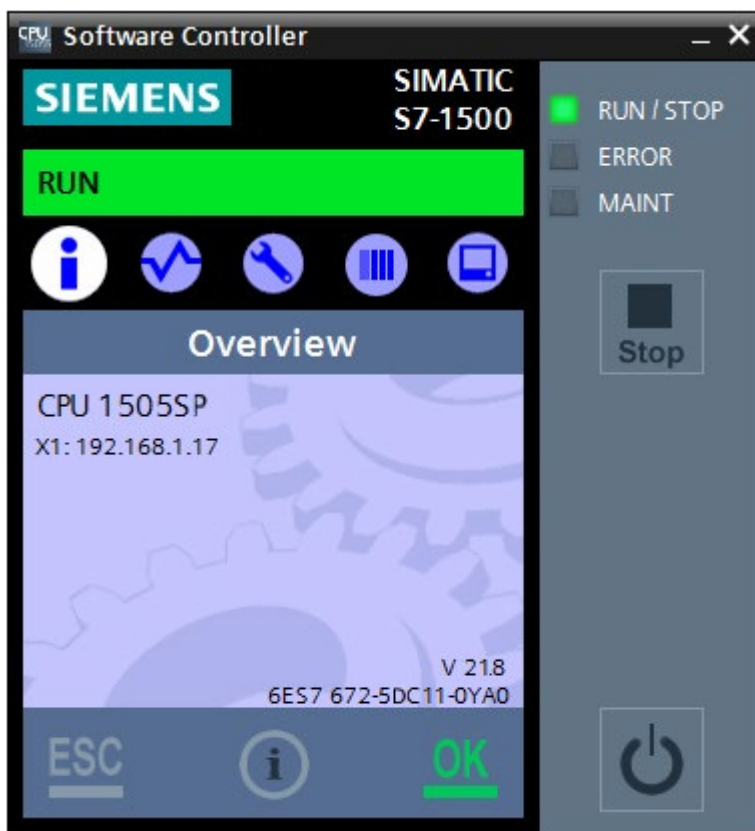 CPU Software Controller
SIEMENS
SIMATIC
S7-1500
RUN / STOP
ERROR
MAINT
RUN
Overview
Stop
CPU 1505SP
X1: 192.168.1.17
V 21.8
6ES7 672-5DC11-0YA0
ESC
i
OK